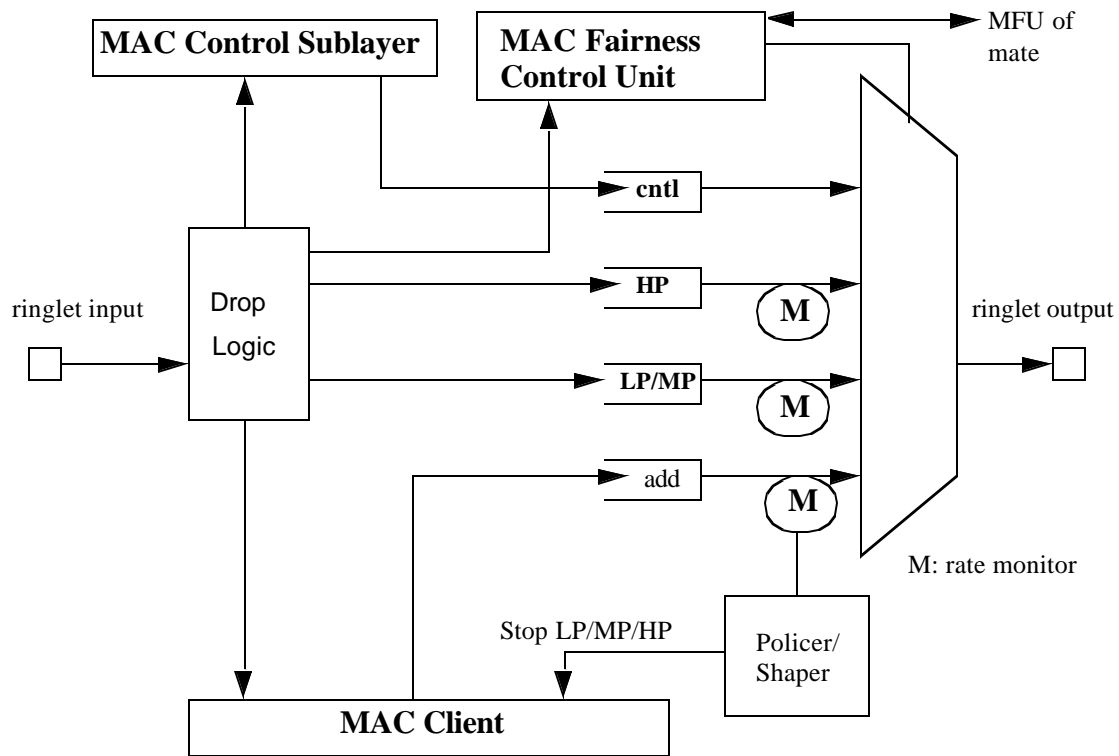 MAC Control Sublayer
MAC Fairness
Control Unit
MFU of
mate
cntl
HP
M
LP/MP
M
add
M
ringlet input
Drop
Logic
ringlet output
M: rate monitor
Stop LP/MP/HP
Policer/
Shaper
MAC Client